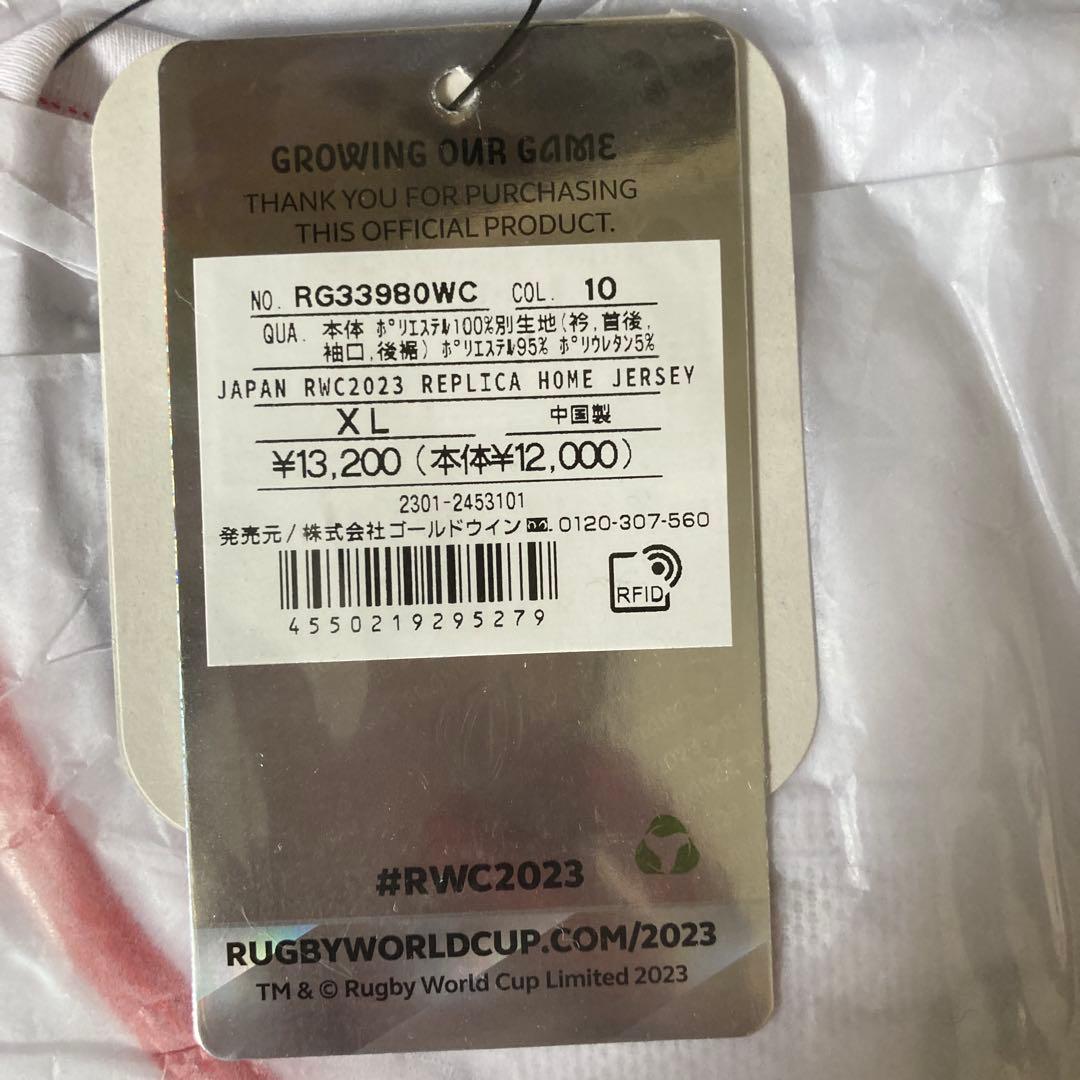 GROWING OUR GAME
THANK YOU FOR PURCHASING
THIS OFFICIAL PRODUCT.
NO. RG33980WC COL. 10
QUA. 本体 ﾎﾟﾘｴｽﾃﾙ100%別生地(衿,首後,
袖口,後裾) ﾎﾟﾘｴｽﾃﾙ95% ﾎﾟﾘｳﾚﾀﾝ5%
JAPAN RWC2023 REPLICA HOME JERSEY
XL 中国製
¥13,200(本体¥12,000)
2301-2453101
発売元/株式会社ゴールドウイン 0120-307-560
RFID
4550219295279
#RWC2023
RUGBYWORLDCUP.COM/2023
TM & © Rugby World Cup Limited 2023